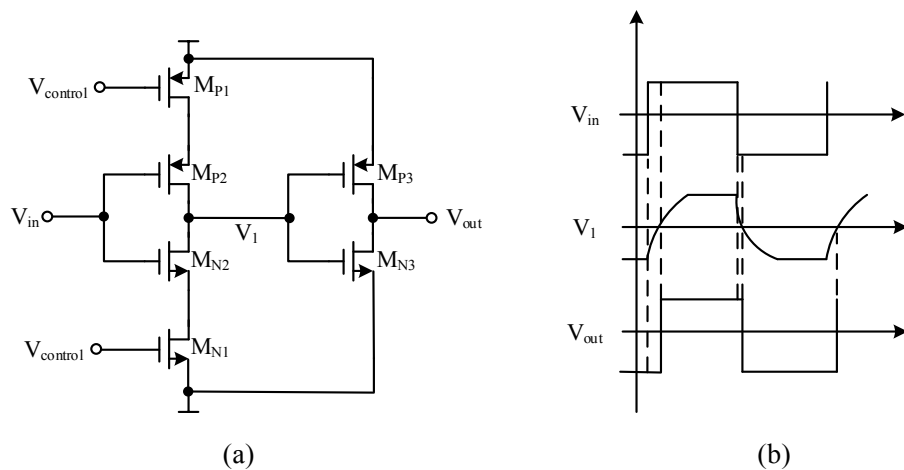 V_control
M_P1
M_P2
V_in
V_1
M_P3
V_out
M_N2
M_N3
V_control
M_N1
(a)
V_in
V_1
V_out
(b)